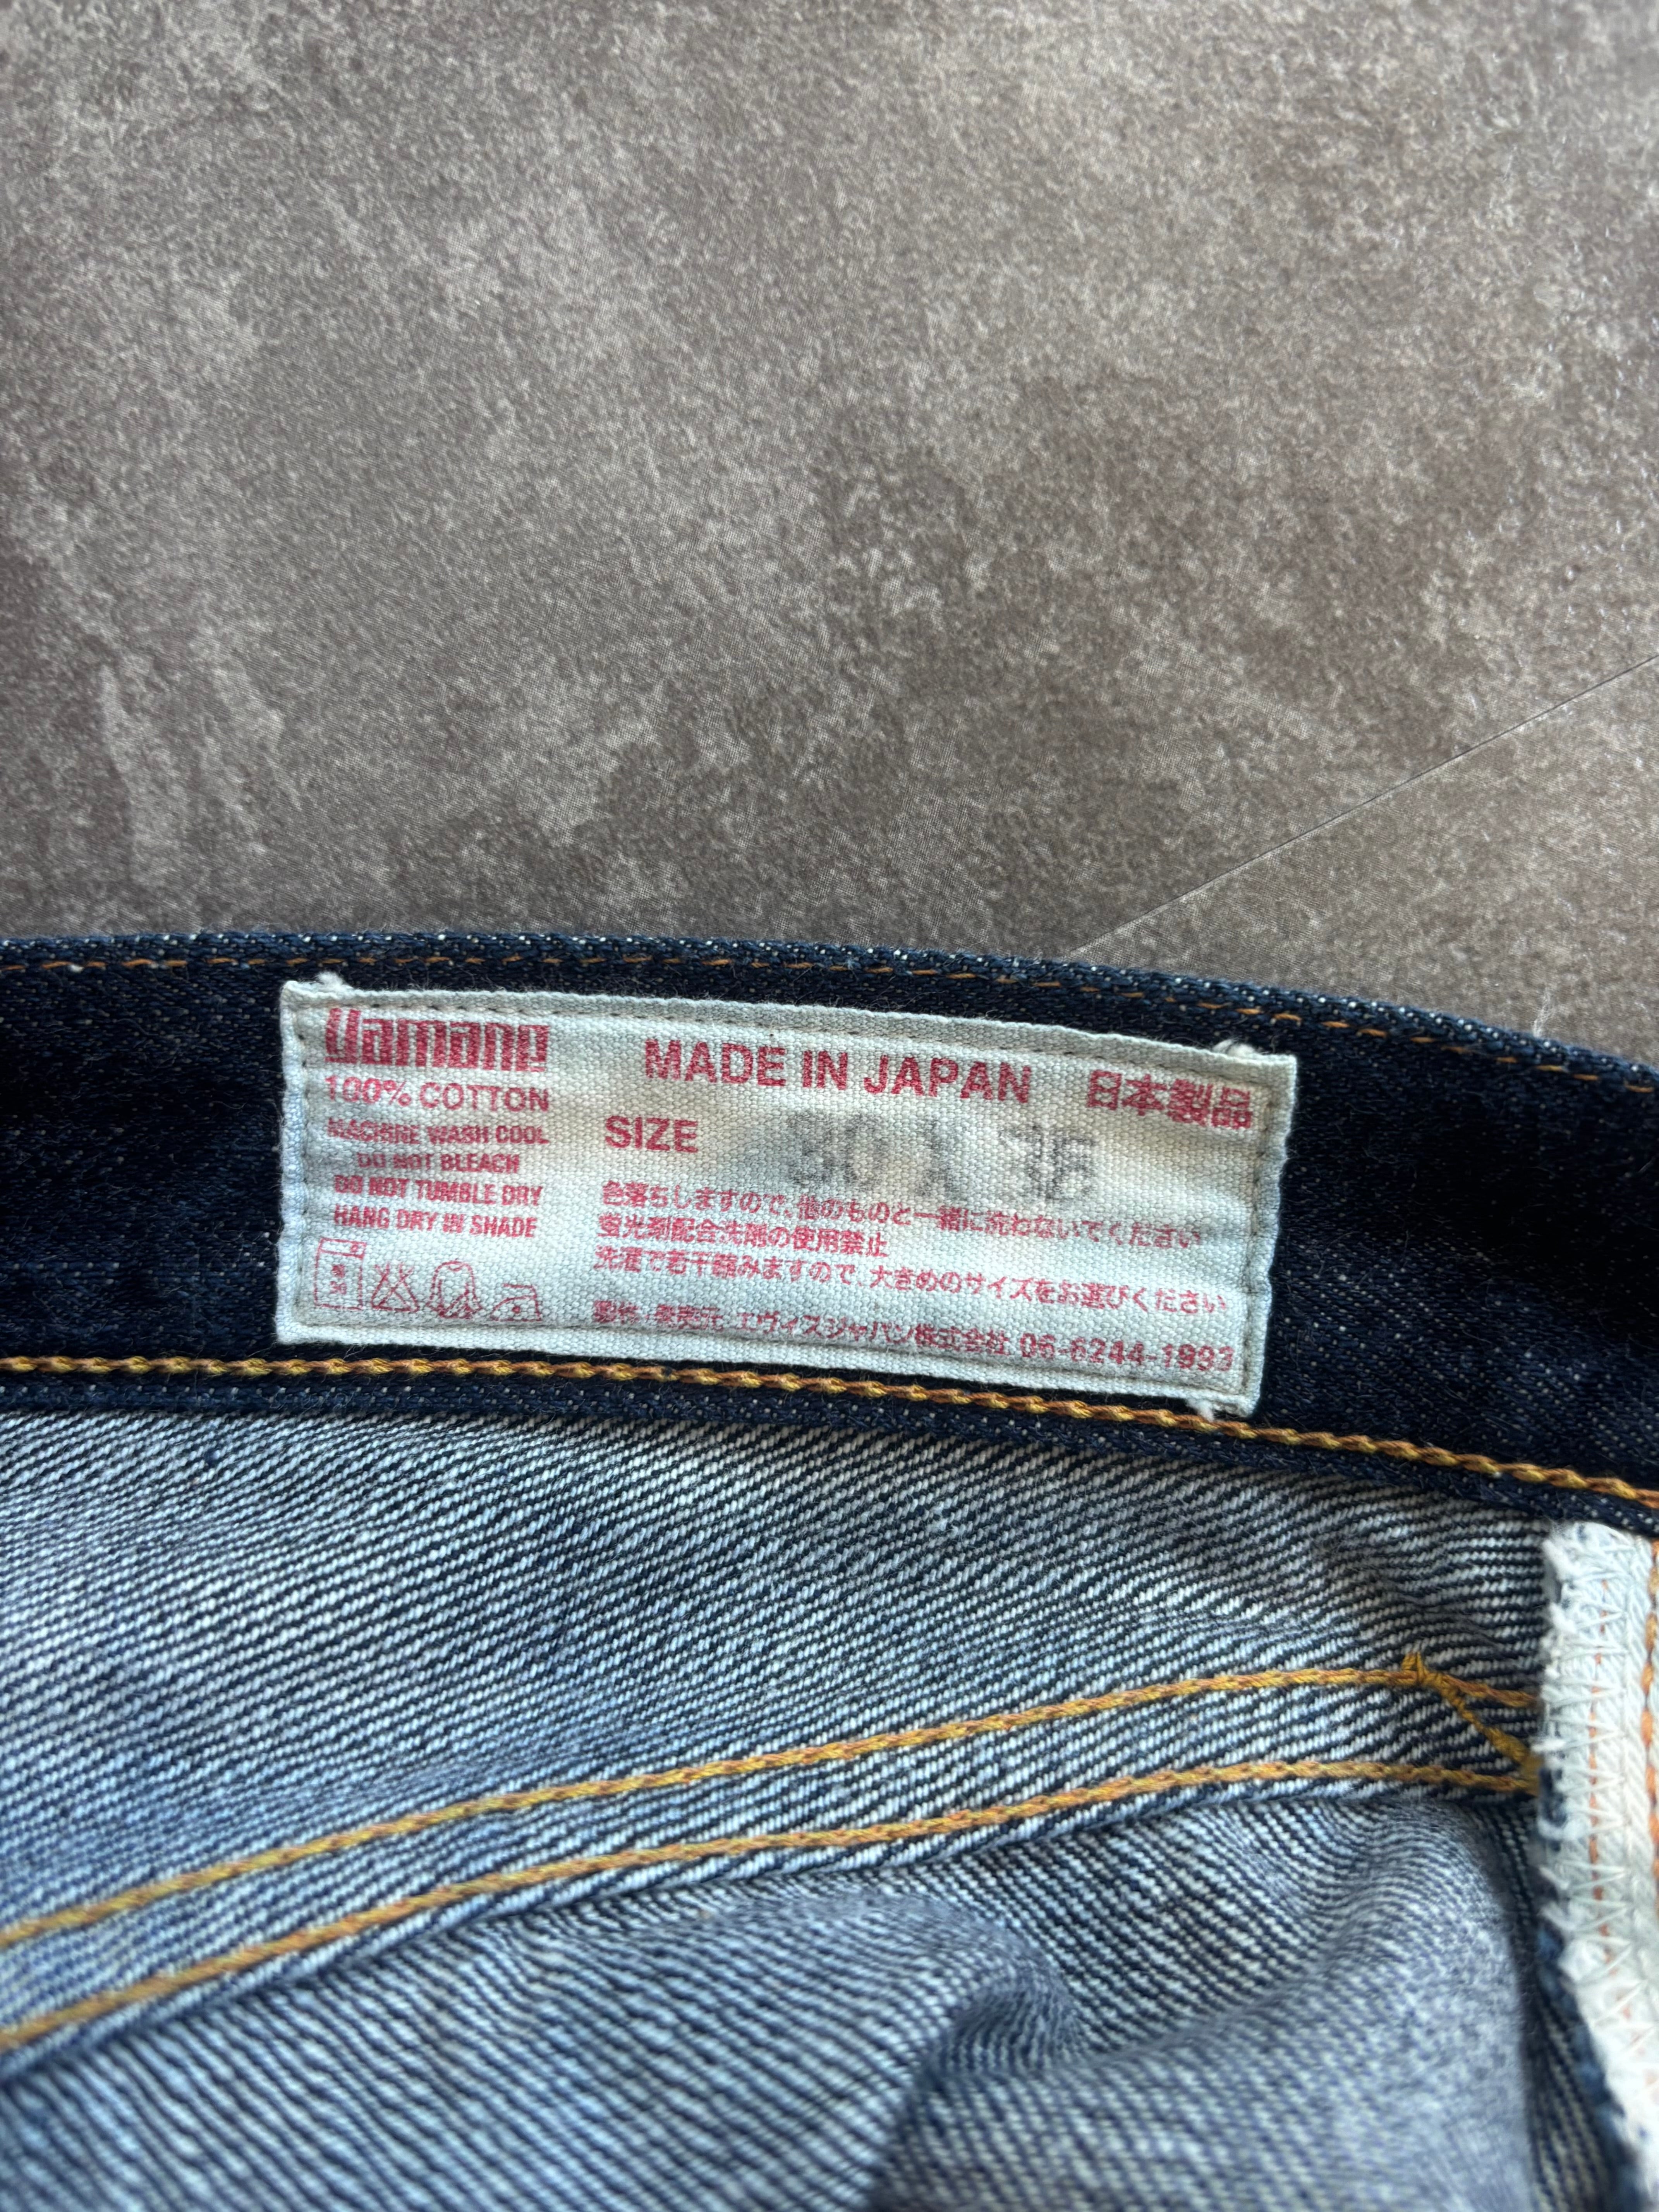 Yamane
100% COTTON
MACHINE WASH COOL
DO NOT BLEACH
DO NOT TUMBLE DRY
HANG DRY IN SHADE
MADE IN JAPAN 日本製品
SIZE 30 X
色落ちしますので、他のものと一緒に洗わないでください
蛍光剤配合洗剤の使用禁止
洗濯で若干縮みますので、大きめのサイズをお選びください
発売元 エヴィスジャパン株式会社 06-6244-1993